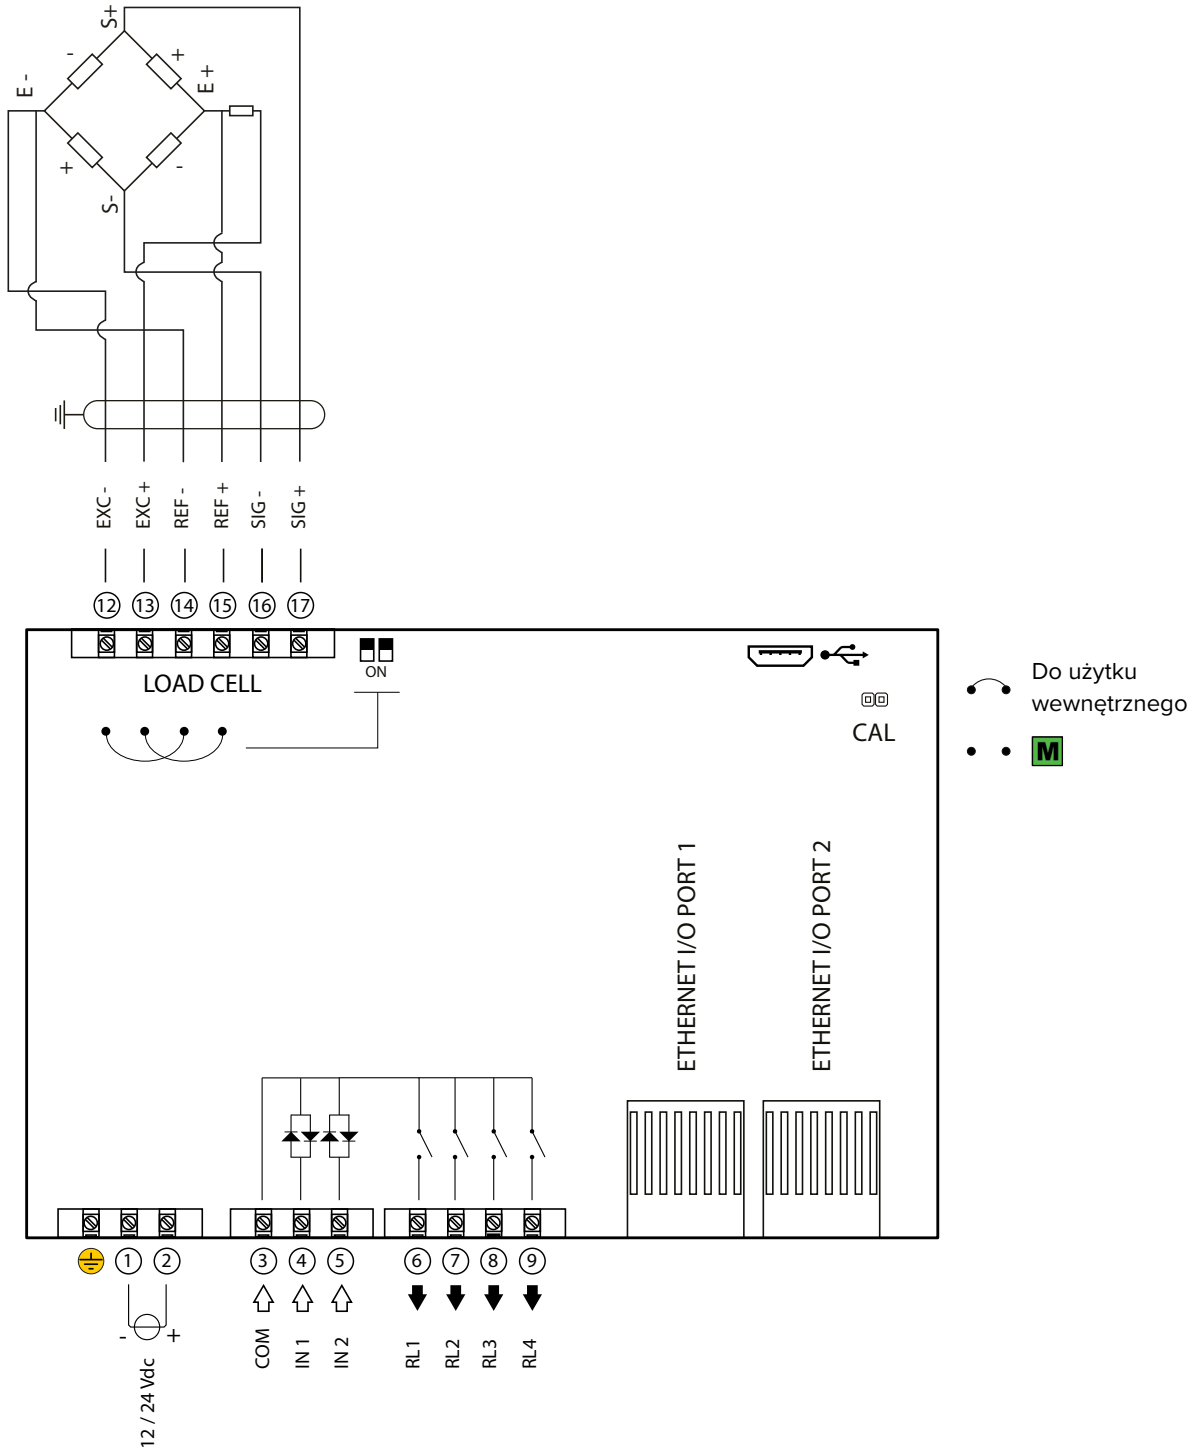 S+
-
+
E -
E +
+
-
S-
EXC -
EXC +
REF -
REF +
SIG -
SIG +
12
13
14
15
16
17
ON
LOAD CELL
CAL
Do użytku
wewnętrznego
M
ETHERNET I/O PORT 1
ETHERNET I/O PORT 2
1
2
3
4
5
6
7
8
9
-
+
12 / 24 Vdc
COM
IN 1
IN 2
RL1
RL2
RL3
RL4